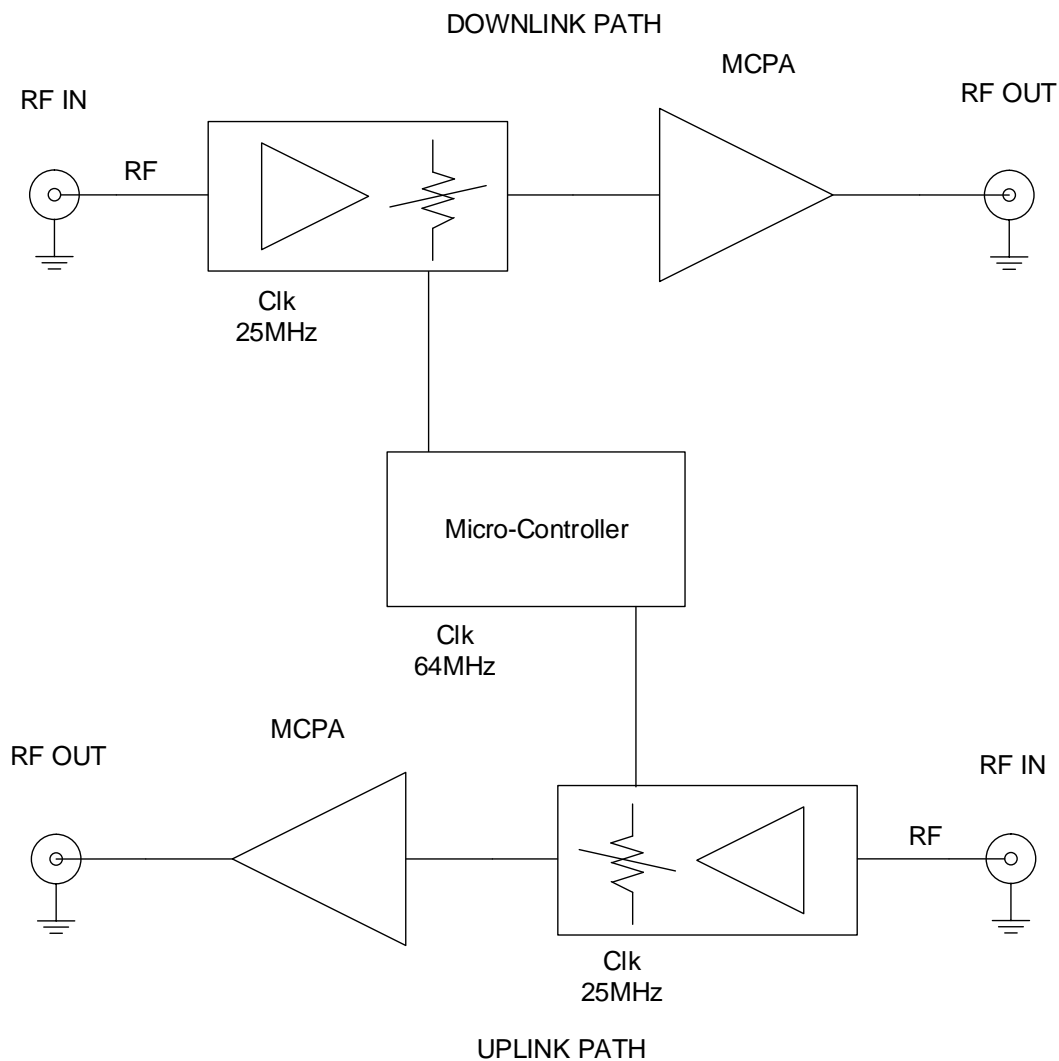 DOWNLINK PATH
MCPA
RF IN
RF OUT
RF
Clk
25MHz
Micro-Controller
Clk
64MHz
MCPA
RF OUT
RF IN
RF
Clk
25MHz
UPLINK PATH